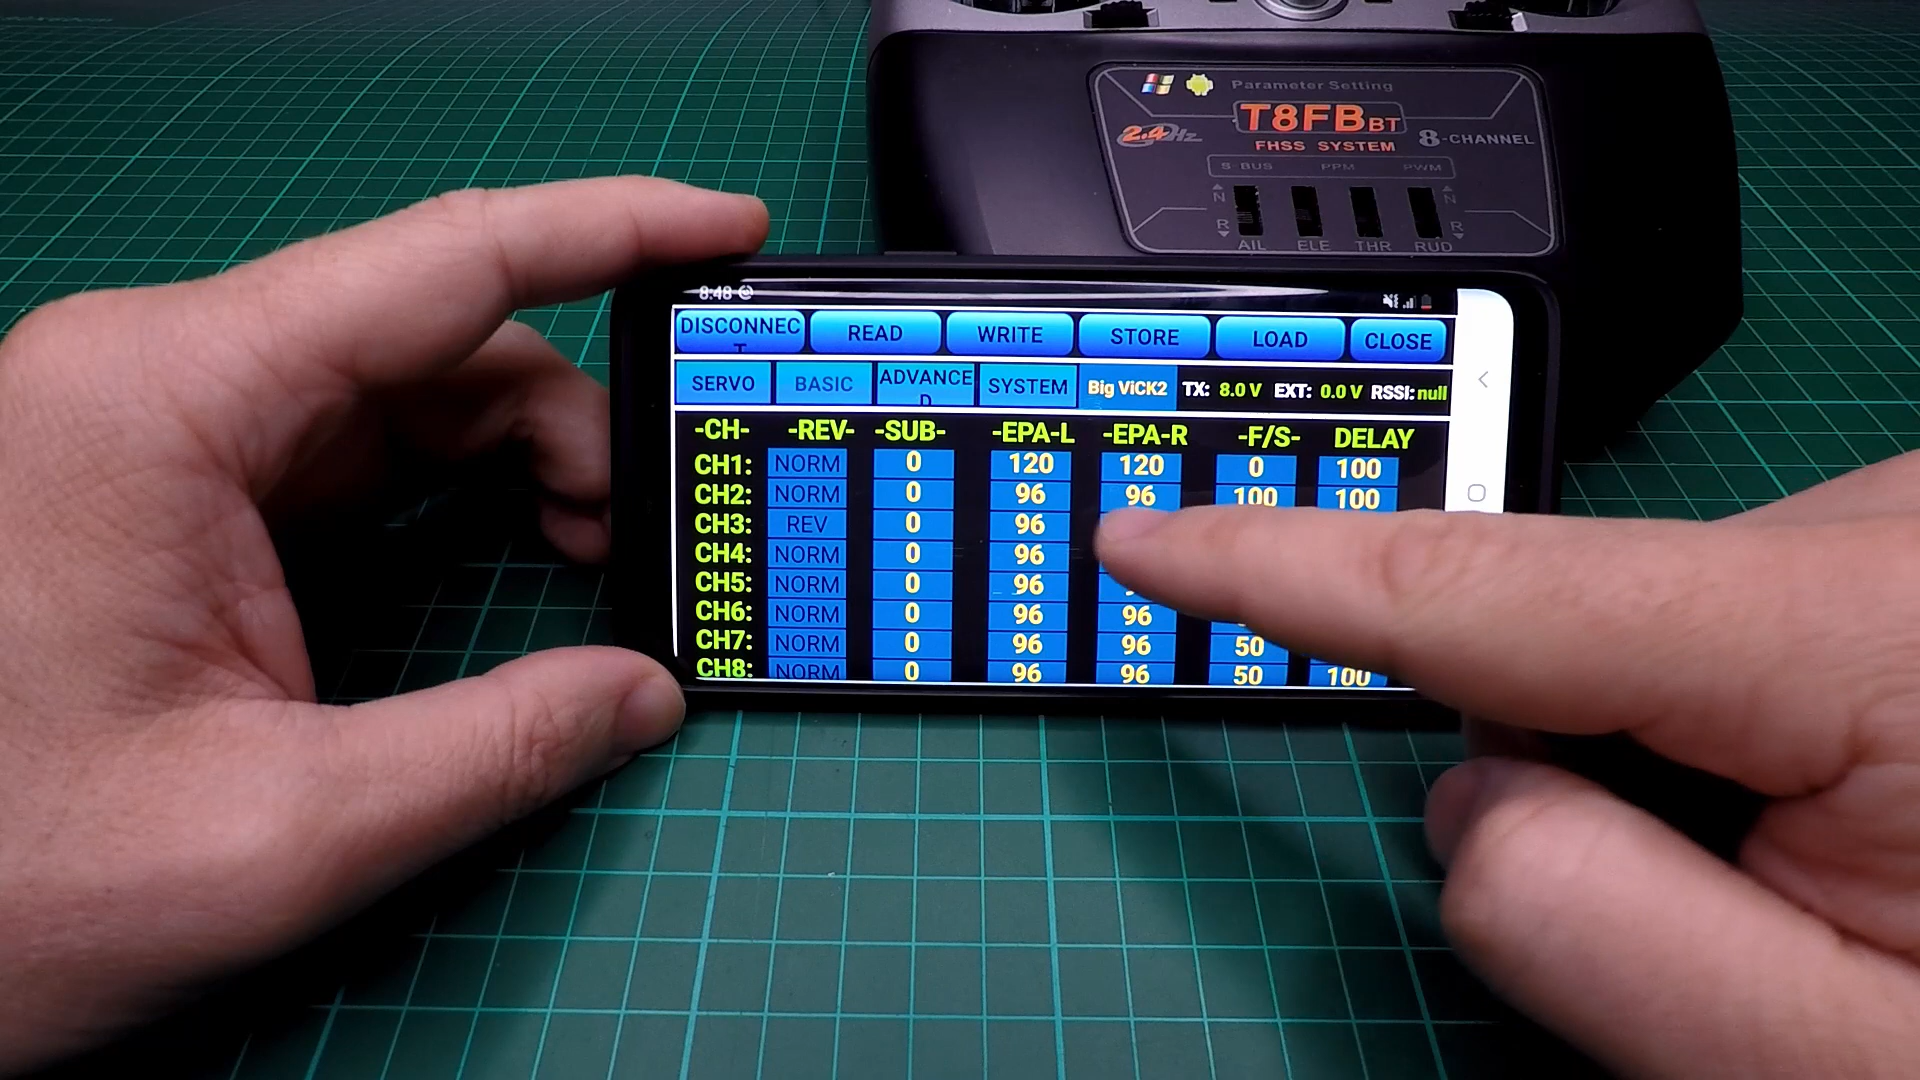 Parameter Setting
T8FB BT
2.4Hz
8-CHANNEL
FHSS SYSTEM
S-BUS PPM PWM
N N
R R
AIL ELE THR RUD
8:48
DISCONNECT READ WRITE STORE LOAD CLOSE
SERVO BASIC ADVANCED SYSTEM Big ViCK2 TX: 8.0 V EXT: 0.0 V RSSI: null
-CH- -REV- -SUB- -EPA-L -EPA-R -F/S- DELAY
CH1: NORM 0 120 120 0 100
CH2: NORM 0 96 96 100 100
CH3: REV 0 96
CH4: NORM 0 96
CH5: NORM 0 96
CH6: NORM 0 96 96
CH7: NORM 0 96 96 50
CH8: NORM 0 96 96 50 100